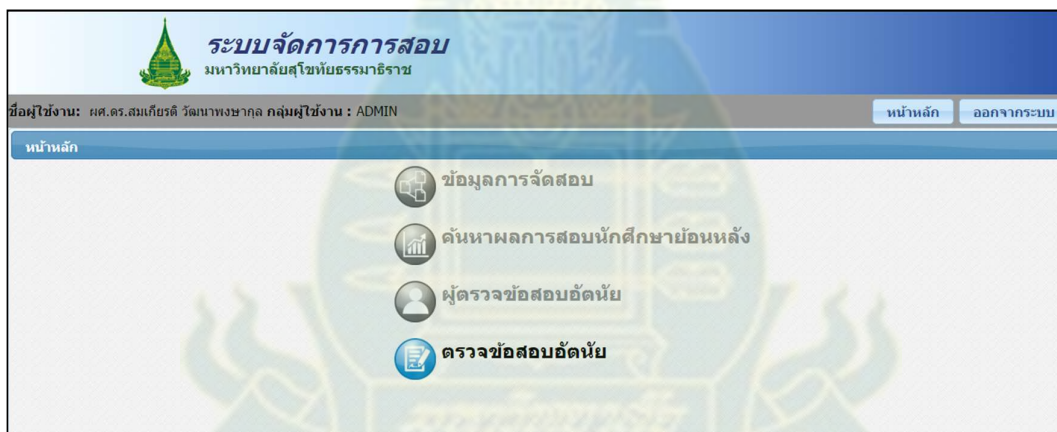 ระบบจัดการการสอบ
มหาวิทยาลัยสุโขทัยธรรมาธิราช
ชื่อผู้ใช้งาน: ผศ.ดร.สมเกียรติ วัฒนาพงษากุล กลุ่มผู้ใช้งาน : ADMIN
หน้าหลัก ออกจากระบบ
หน้าหลัก
ข้อมูลการจัดสอบ
ค้นหาผลการสอบนักศึกษาย้อนหลัง
ผู้ตรวจข้อสอบอัตนัย
ตรวจข้อสอบอัตนัย